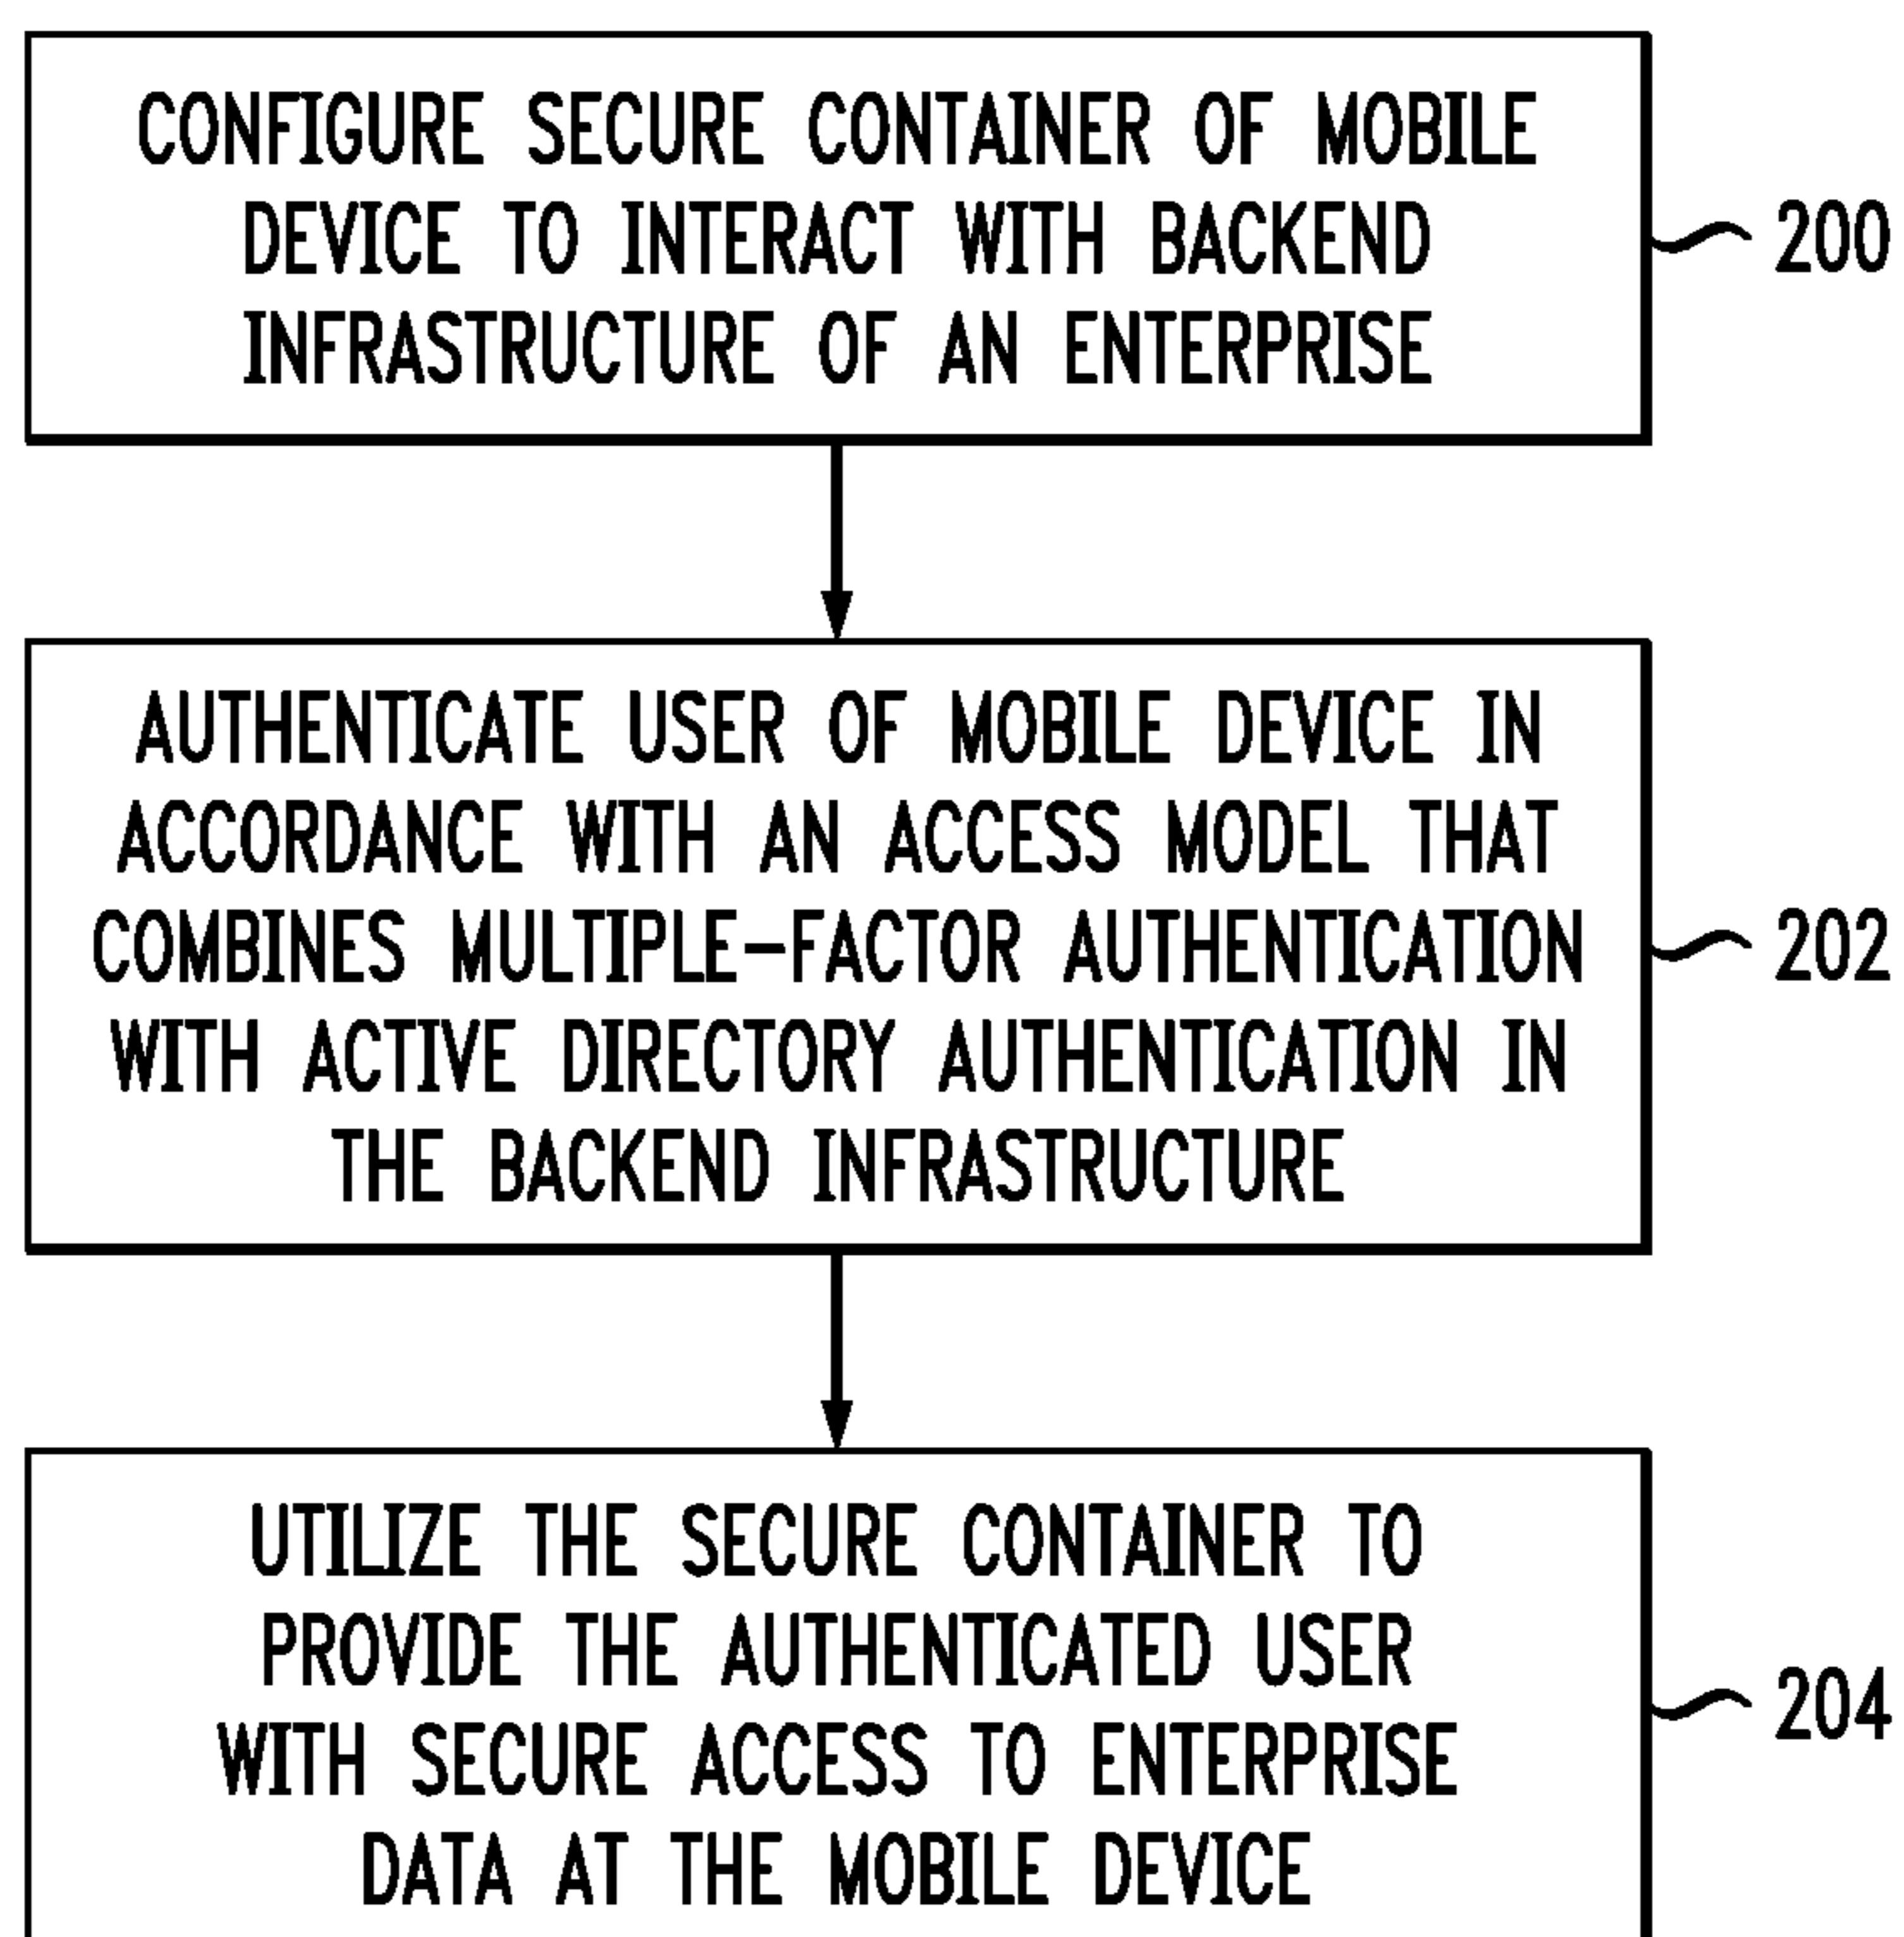 CONFIGURE SECURE CONTAINER OF MOBILE
DEVICE TO INTERACT WITH BACKEND
INFRASTRUCTURE OF AN ENTERPRISE
200
AUTHENTICATE USER OF MOBILE DEVICE IN
ACCORDANCE WITH AN ACCESS MODEL THAT
COMBINES MULTIPLE-FACTOR AUTHENTICATION
WITH ACTIVE DIRECTORY AUTHENTICATION IN
THE BACKEND INFRASTRUCTURE
202
UTILIZE THE SECURE CONTAINER TO
PROVIDE THE AUTHENTICATED USER
WITH SECURE ACCESS TO ENTERPRISE
DATA AT THE MOBILE DEVICE
204